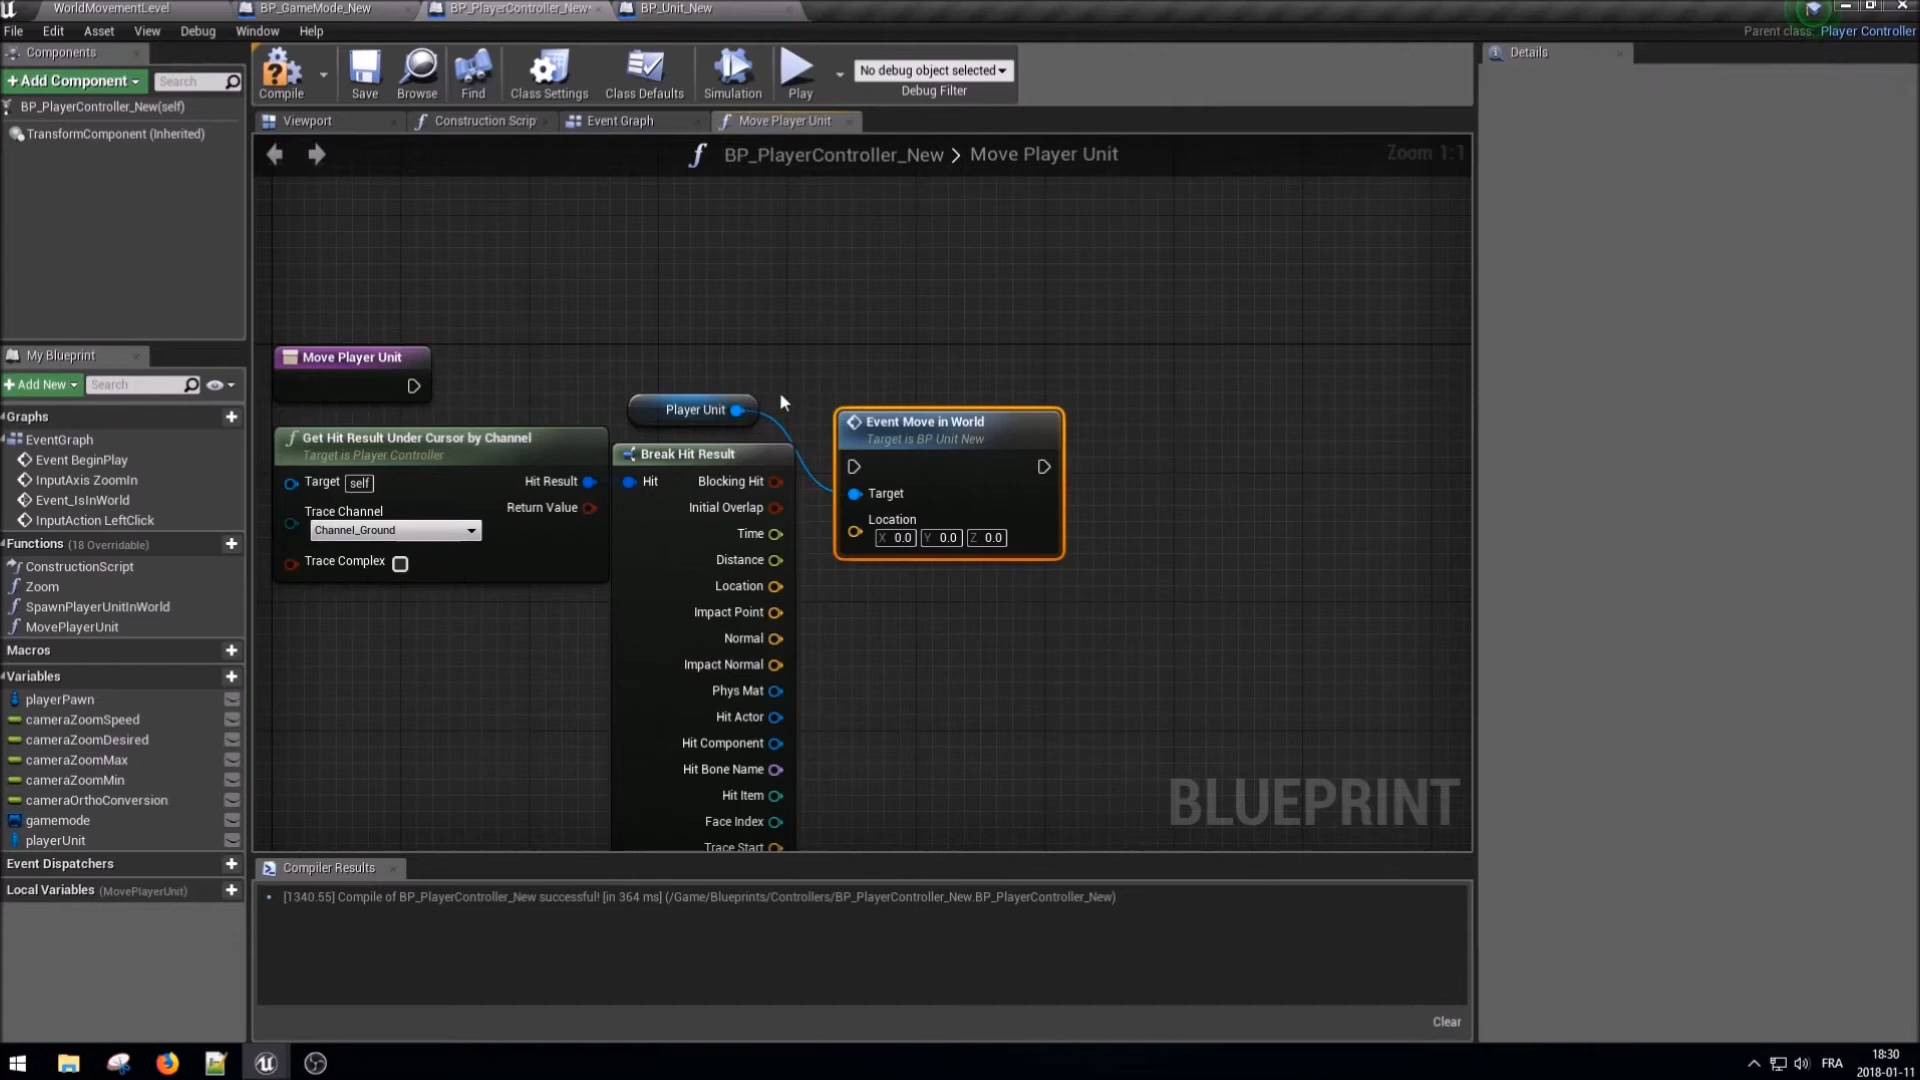 WorldMovementLevel
BP_GameMode_New
BP_PlayerController_New*
BP_Unit_New
File Edit Asset View Window Debug Help
Parent class: Player Controller
Components
+Add Component
Search
BP_PlayerController_New(self)
TransformComponent (Inherited)
Compile
Save
Browse
Find
Class Settings
Class Defaults
Simulation
Play
No debug object selected
Debug Filter
Details
Viewport
Construction Scrip
Event Graph
Move Player Unit
BP_PlayerController_New > Move Player Unit
Zoom 1:1
My Blueprint
+Add New
Search
Graphs
EventGraph
Event BeginPlay
InputAxis ZoomIn
Event_IsInWorld
InputAction LeftClick
Functions (18 Overridable)
ConstructionScript
Zoom
SpawnPlayerUnitInWorld
MovePlayerUnit
Macros
Variables
playerPawn
cameraZoomSpeed
cameraZoomDesired
cameraZoomMax
cameraZoomMin
cameraOrthoConversion
gamemode
playerUnit
Event Dispatchers
Local Variables (MovePlayerUnit)
Move Player Unit
Get Hit Result Under Cursor by Channel
Target is Player Controller
Target self
Hit Result
Return Value
Trace Channel
Channel_Ground
Trace Complex
Player Unit
Break Hit Result
Hit
Blocking Hit
Initial Overlap
Time
Distance
Location
Impact Point
Normal
Impact Normal
Phys Mat
Hit Actor
Hit Component
Hit Bone Name
Hit Item
Face Index
Trace Start
Event Move in World
Target is BP Unit New
Target
Location
X 0.0 Y 0.0 Z 0.0
BLUEPRINT
Compiler Results
[1340.55] Compile of BP_PlayerController_New successful! [in 364 ms] (/Game/Blueprints/Controllers/BP_PlayerController_New.BP_PlayerController_New)
Clear
FRA
18:30
2018-01-11